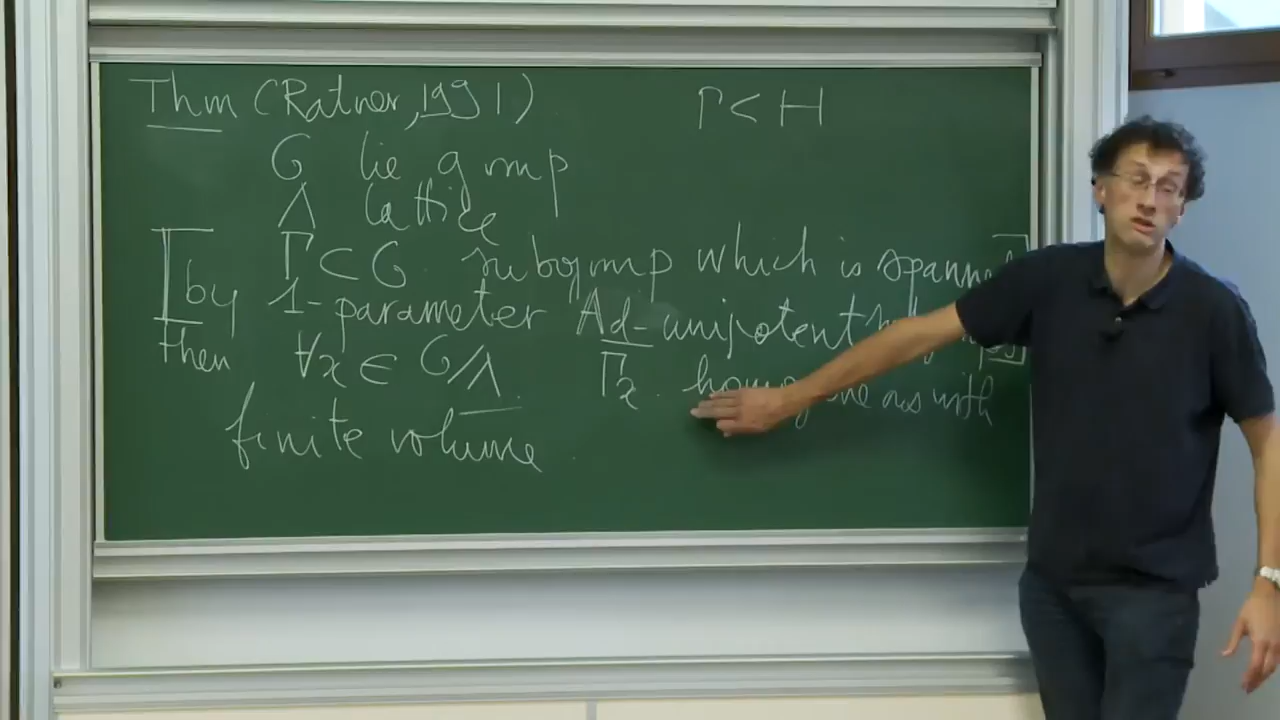 Thm (Ratner, 1991)
Γ < H
G lie group
Λ lattice
Γ ⊂ G subgroup which is spanned
by 1-parameter Ad-unipotent
then ∀x ∈ G/Λ. Γx. homogeneous with
finite volume